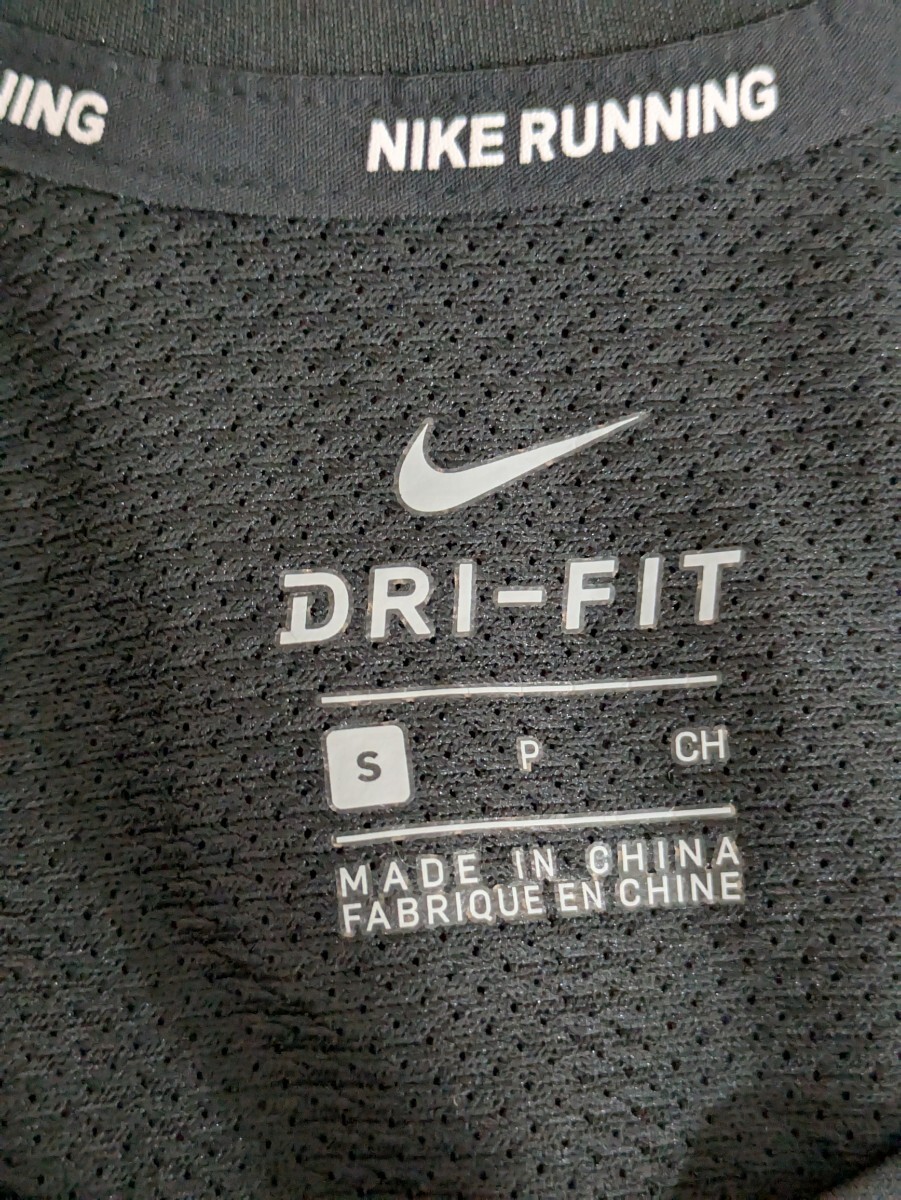 NIKE RUNNING
DRI-FIT
S P CH
MADE IN CHINA
FABRIQUE EN CHINE